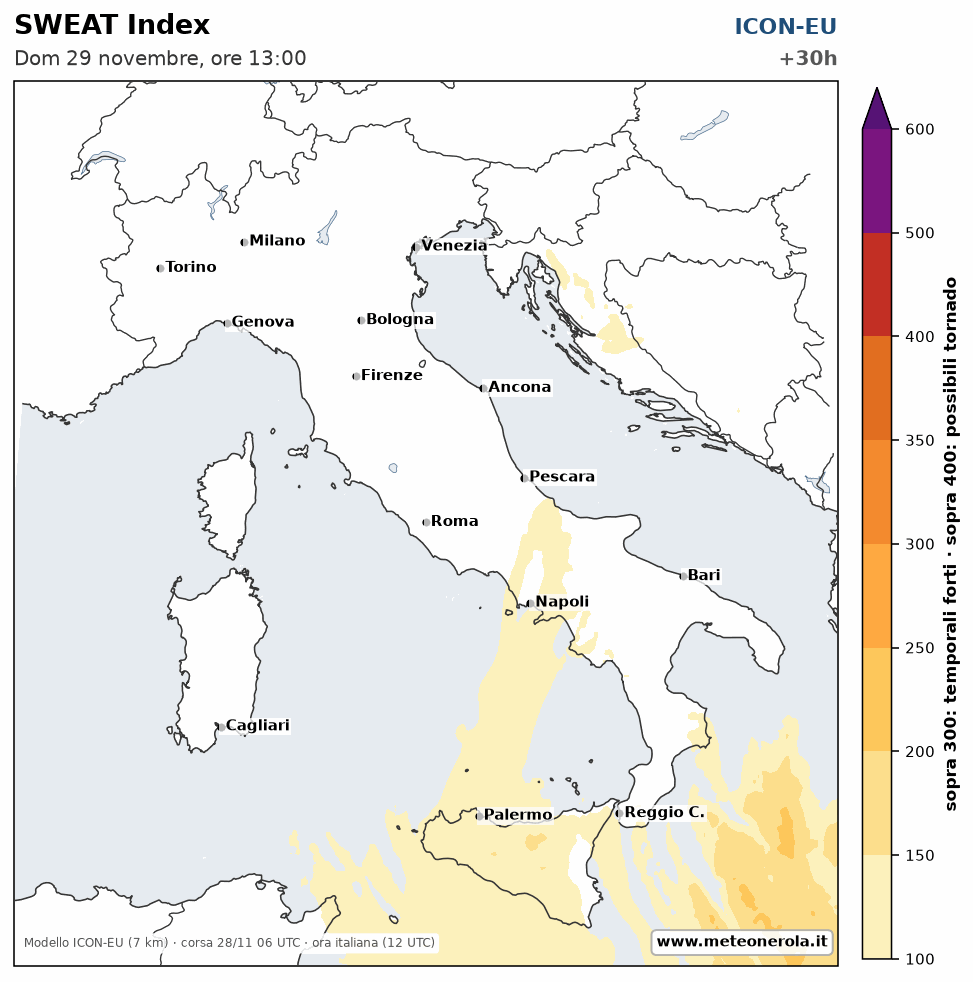 SWEAT Index
ICON-EU
Dom 29 novembre, ore 13:00
+30h
600
500
400
350
300
250
200
150
100
sopra 300: temporali forti · sopra 400: possibili tornado
Milano
Venezia
Torino
Genova
Bologna
Firenze
Ancona
Pescara
Roma
Bari
Napoli
Cagliari
Palermo
Reggio C.
Modello ICON-EU (7 km) · corsa 28/11 06 UTC · ora italiana (12 UTC)
www.meteonerola.it